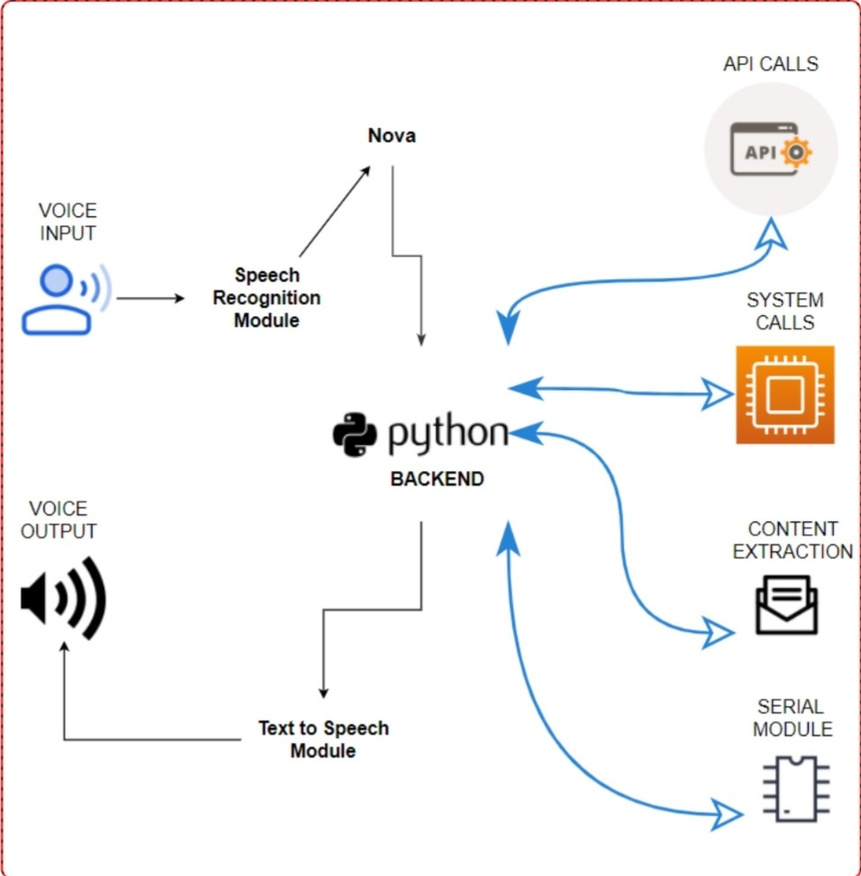 API CALLS
API
Nova
VOICE
INPUT
Speech
Recognition
Module
SYSTEM
CALLS
python
BACKEND
VOICE
OUTPUT
CONTENT
EXTRACTION
Text to Speech
Module
SERIAL
MODULE